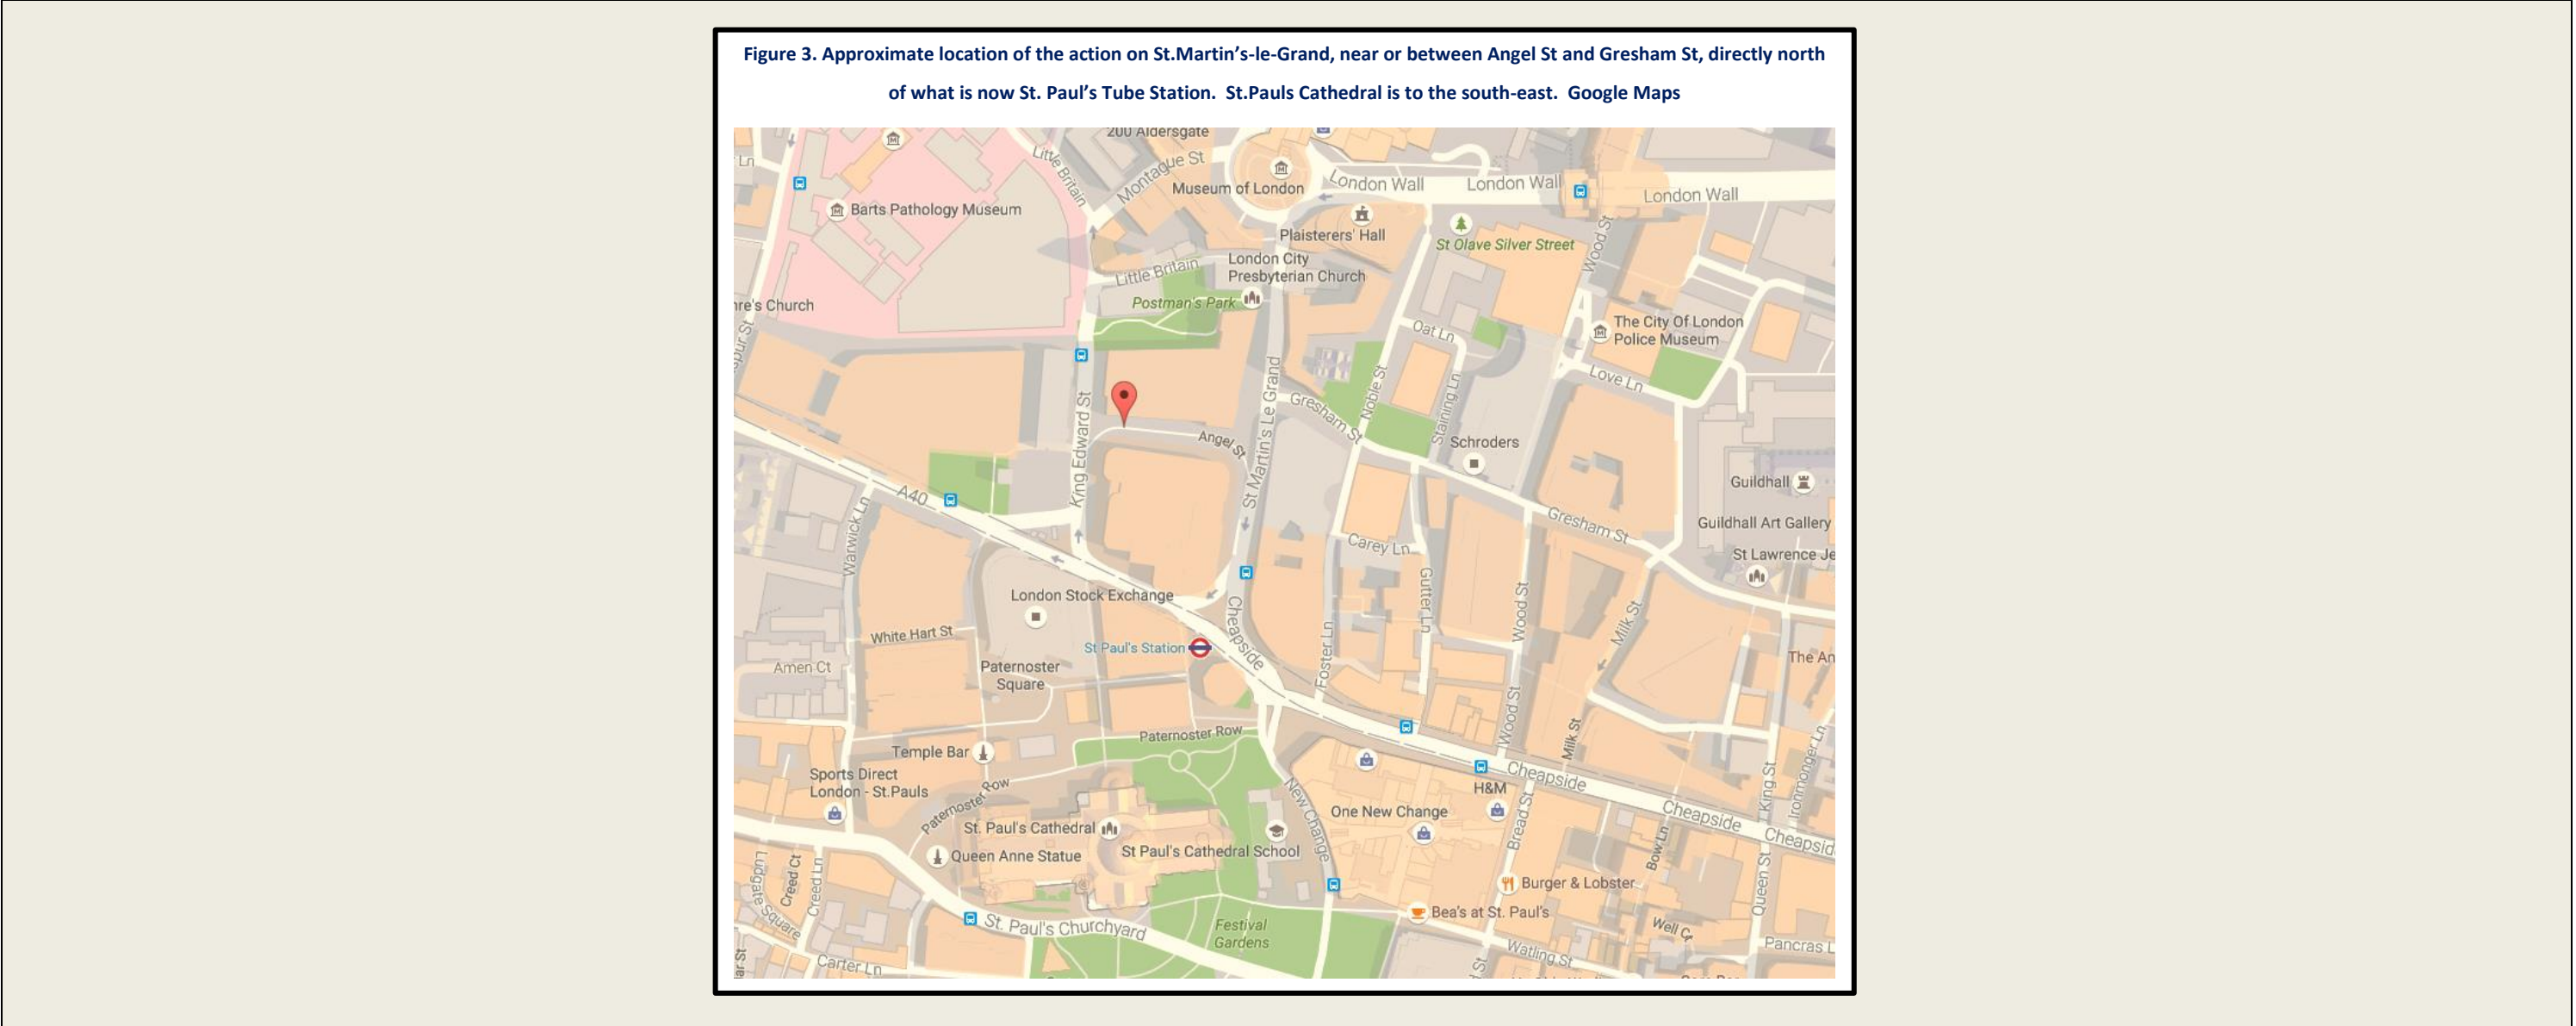 Figure 3. Approximate location of the action on St.Martin's-le-Grand, near or between Angel St and Gresham St, directly north
of what is now St. Paul's Tube Station.  St.Pauls Cathedral is to the south-east.  Google Maps
200 Aldersgate
Ln
Little Britain
Montague St
Museum of London
London Wall
London Wall
London Wall
Barts Pathology Museum
Plaisterers' Hall
St Olave Silver Street
Wood St
Little Britain
London City
Presbyterian Church
Postman's Park
re's Church
Oat Ln
The City Of London
Police Museum
Love Ln
King Edward St
St Martin's Le Grand
Noble St
Staining Ln
Gresham St
Angel St
Schroders
Guildhall
A40
Warwick Ln
Gresham St
Guildhall Art Gallery
Carey Ln
St Lawrence Je
London Stock Exchange
Cheapside
Gutter Ln
Wood St
Milk St
White Hart St
St Paul's Station
Foster Ln
Amen Ct
Paternoster
Square
The An
Wood St
Milk St
Paternoster Row
Temple Bar
Sports Direct
London - St.Pauls
Paternoster Row
New Change
Cheapside
H&M
King St
Ironmonger Ln
One New Change
Cheapside
Cheapsid
St. Paul's Cathedral
St Paul's Cathedral School
Queen Anne Statue
Bread St
Bow Ln
Ludgate Square
Creed Ct
Creed Ln
Burger & Lobster
Queen St
Bea's at St. Paul's
St. Paul's Churchyard
Festival
Gardens
Well C
Watling St
Pancras L
Carter Ln
ar St
St